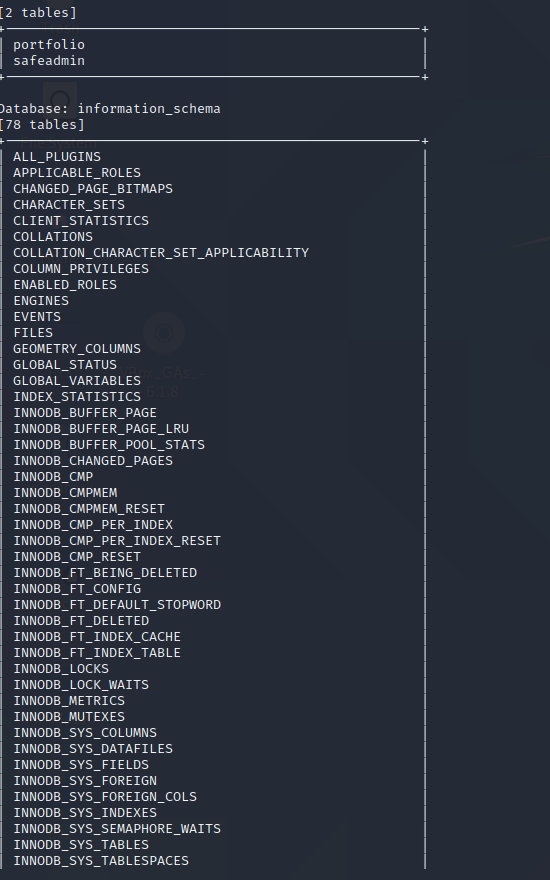 [2 tables]
+------------------------------------------------------+
| portfolio |
| safeadmin |
+------------------------------------------------------+
Database: information_schema
[78 tables]
+------------------------------------------------------+
| ALL_PLUGINS |
| APPLICABLE_ROLES |
| CHANGED_PAGE_BITMAPS |
| CHARACTER_SETS |
| CLIENT_STATISTICS |
| COLLATIONS |
| COLLATION_CHARACTER_SET_APPLICABILITY |
| COLUMN_PRIVILEGES |
| ENABLED_ROLES |
| ENGINES |
| EVENTS |
| FILES |
| GEOMETRY_COLUMNS |
| GLOBAL_STATUS |
| GLOBAL_VARIABLES |
| INDEX_STATISTICS |
| INNODB_BUFFER_PAGE |
| INNODB_BUFFER_PAGE_LRU |
| INNODB_BUFFER_POOL_STATS |
| INNODB_CHANGED_PAGES |
| INNODB_CMP |
| INNODB_CMPMEM |
| INNODB_CMPMEM_RESET |
| INNODB_CMP_PER_INDEX |
| INNODB_CMP_PER_INDEX_RESET |
| INNODB_CMP_RESET |
| INNODB_FT_BEING_DELETED |
| INNODB_FT_CONFIG |
| INNODB_FT_DEFAULT_STOPWORD |
| INNODB_FT_DELETED |
| INNODB_FT_INDEX_CACHE |
| INNODB_FT_INDEX_TABLE |
| INNODB_LOCKS |
| INNODB_LOCK_WAITS |
| INNODB_METRICS |
| INNODB_MUTEXES |
| INNODB_SYS_COLUMNS |
| INNODB_SYS_DATAFILES |
| INNODB_SYS_FIELDS |
| INNODB_SYS_FOREIGN |
| INNODB_SYS_FOREIGN_COLS |
| INNODB_SYS_INDEXES |
| INNODB_SYS_SEMAPHORE_WAITS |
| INNODB_SYS_TABLES |
| INNODB_SYS_TABLESPACES |